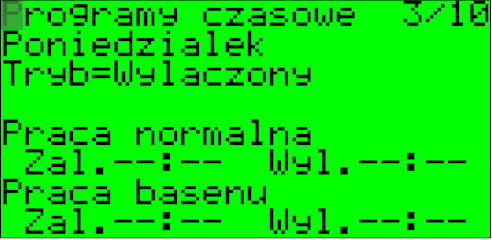 Programy czasowe 3/10
Poniedzialek
Tryb=Wylaczony
Praca normalna
Zal.--:-- Wyl.--:--
Praca basenu
Zal.--:-- Wyl.--:--